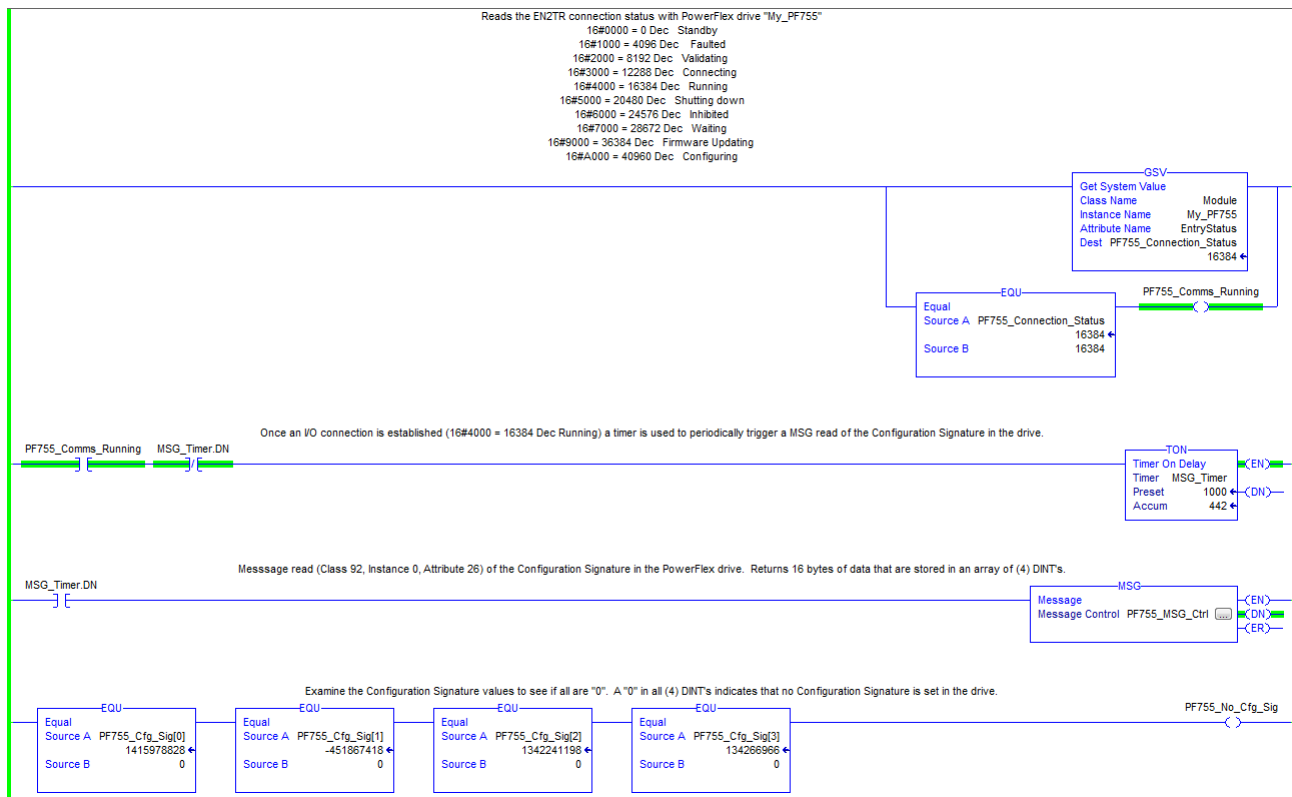 Reads the EN2TR connection status with PowerFlex drive "My_PF755"
16#0000 = 0 Dec Standby
16#1000 = 4096 Dec Faulted
16#2000 = 8192 Dec Validating
16#3000 = 12288 Dec Connecting
16#4000 = 16384 Dec Running
16#5000 = 20480 Dec Shutting down
16#6000 = 24576 Dec Inhibited
16#7000 = 28672 Dec Waiting
16#9000 = 36384 Dec Firmware Updating
16#A000 = 40960 Dec Configuring
GSV
Get System Value
Class Name Module
Instance Name My_PF755
Attribute Name EntryStatus
Dest PF755_Connection_Status
16384
EQU
Equal
Source A PF755_Connection_Status
16384
Source B 16384
PF755_Comms_Running
Once an I/O connection is established (16#4000 = 16384 Dec Running) a timer is used to periodically trigger a MSG read of the Configuration Signature in the drive.
PF755_Comms_Running MSG_Timer.DN
TON
Timer On Delay
Timer MSG_Timer
Preset 1000
Accum 442
EN
DN
Messsage read (Class 92, Instance 0, Attribute 26) of the Configuration Signature in the PowerFlex drive. Returns 16 bytes of data that are stored in an array of (4) DINT's.
MSG_Timer.DN
MSG
Message
Message Control PF755_MSG_Ctrl ...
EN
DN
ER
Examine the Configuration Signature values to see if all are "0". A "0" in all (4) DINT's indicates that no Configuration Signature is set in the drive.
EQU
Equal
Source A PF755_Cfg_Sig[0]
1415978828
Source B 0
EQU
Equal
Source A PF755_Cfg_Sig[1]
-451867418
Source B 0
EQU
Equal
Source A PF755_Cfg_Sig[2]
1342241198
Source B 0
EQU
Equal
Source A PF755_Cfg_Sig[3]
134266966
Source B 0
PF755_No_Cfg_Sig